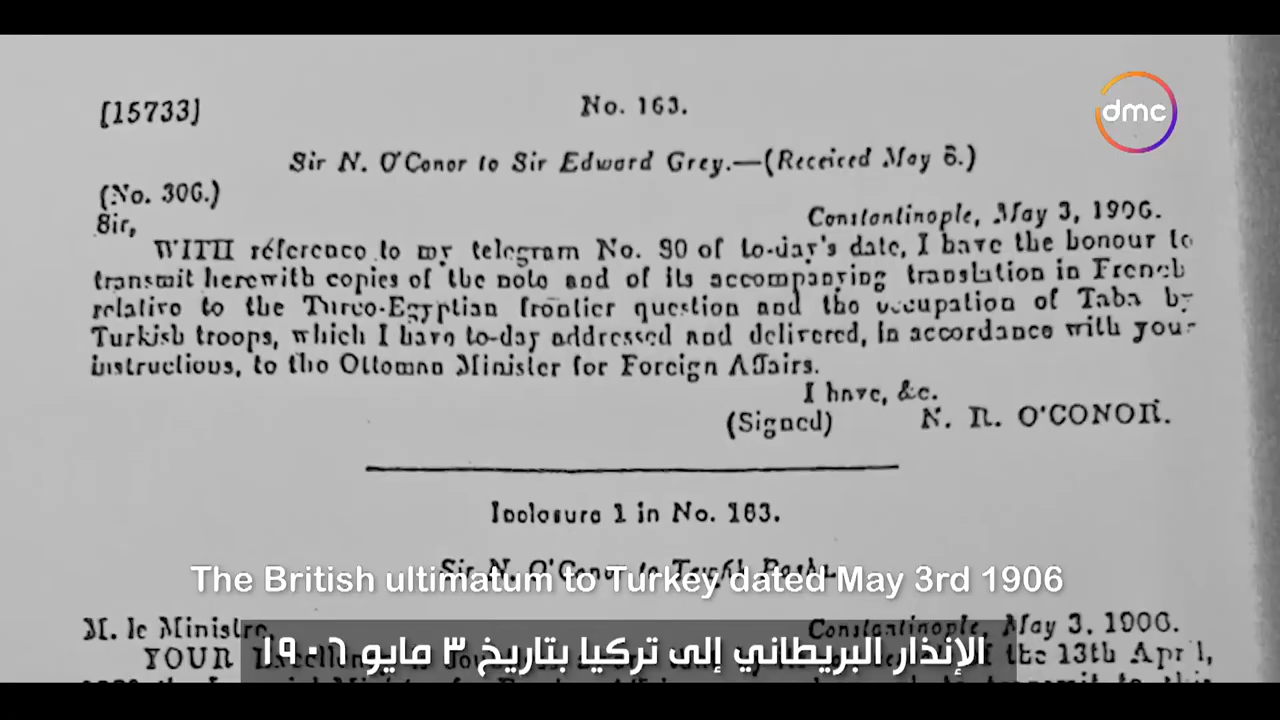 dmc
[15733]
No. 163.
Sir N. O'Conor to Sir Edward Grey.—(Received May 6.)
(No. 306.)
Sir,
Constantinople, May 3, 1906.
WITH reference to my telegram No. 90 of to-day's date, I have the honour to
transmit herewith copies of the note and of its accompanying translation in French
relative to the Turco-Egyptian frontier question and the occupation of Taba by
Turkish troops, which I have to-day addressed and delivered, in accordance with your
instructions, to the Ottoman Minister for Foreign Affairs.
I have, &c.
(Signed) N. R. O'CONOR.
Inclosure 1 in No. 163.
Sir N. O'Conor to Tewfik Pasha.
The British ultimatum to Turkey dated May 3rd 1906
M. le Ministre,
Constantinople, May 3, 1906.
الإنذار البريطاني إلى تركيا بتاريخ ٣ مايو ١٩٠٦
YOUR the 13th April,